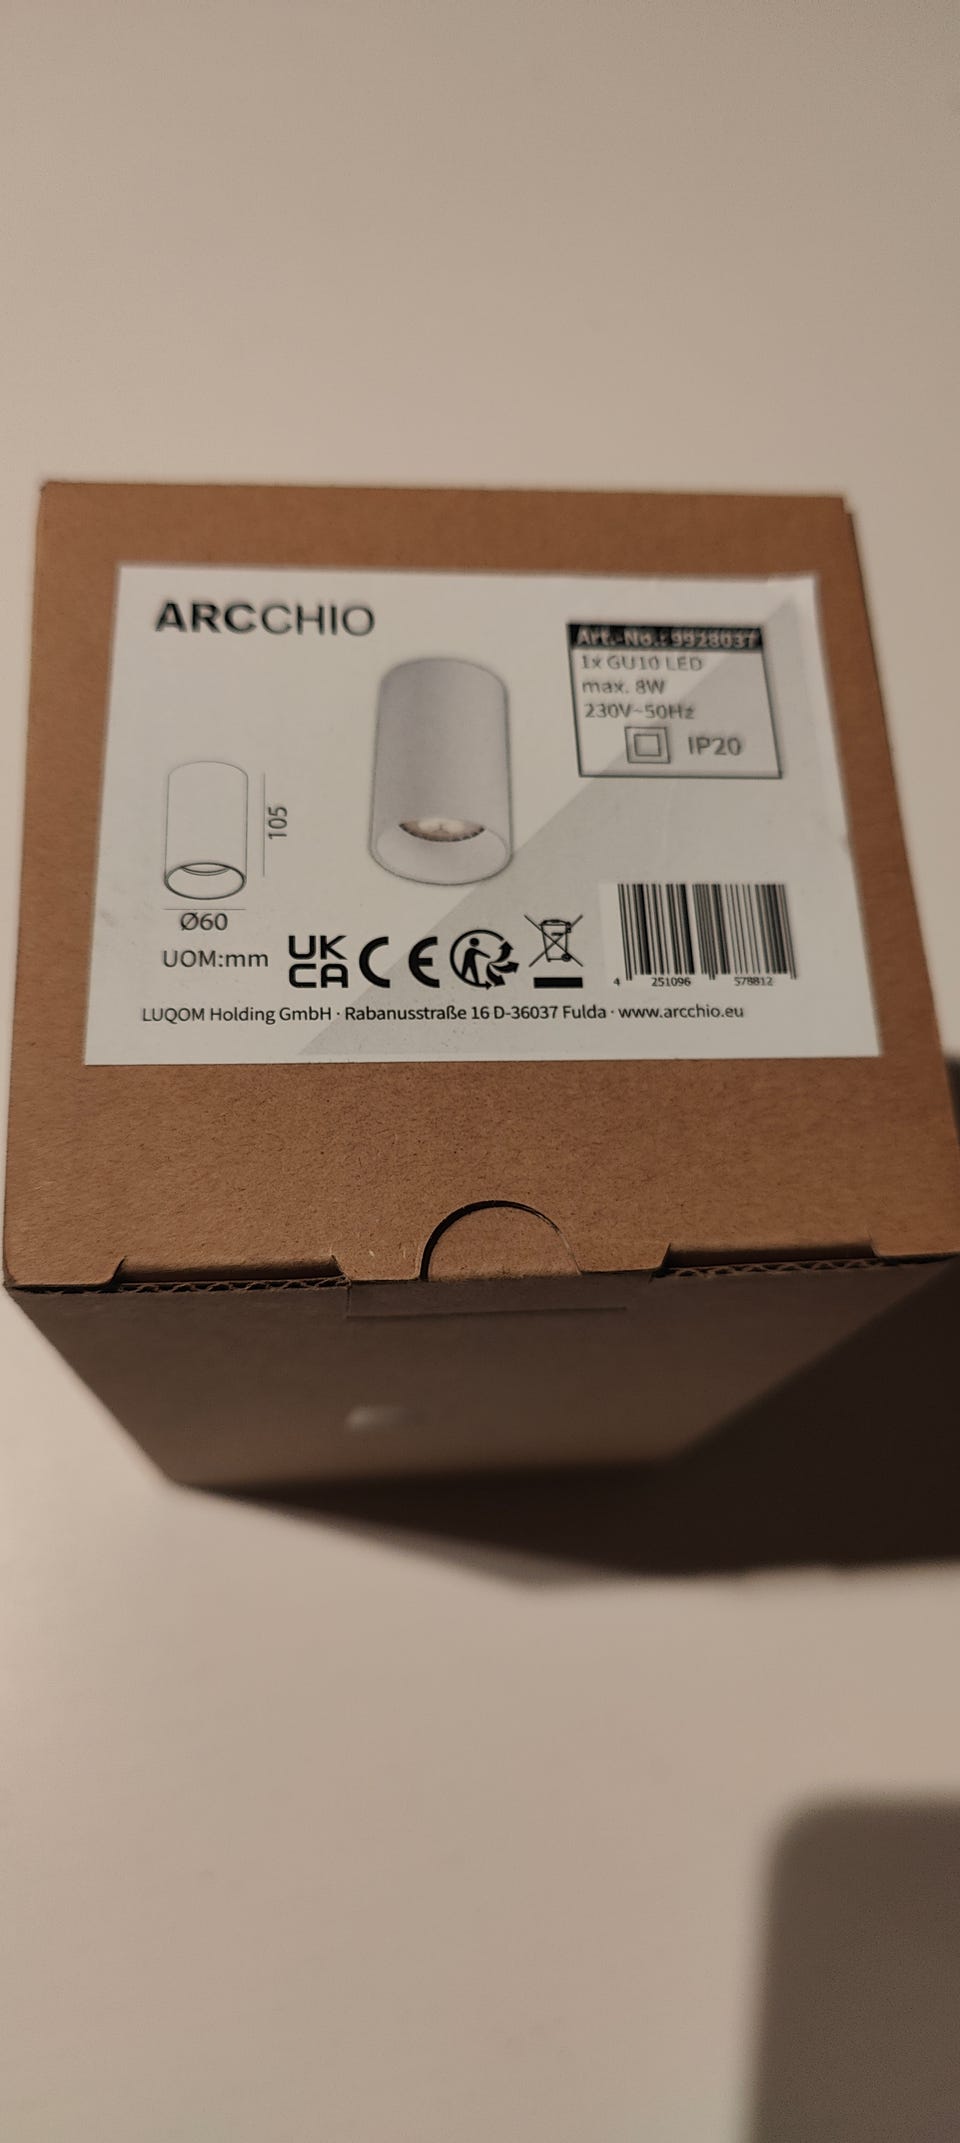 ARCCHIO
Art.-No.: 9928037
1x GU10 LED
max. 8W
230V~50Hz
IP20
105
Ø60
UOM:mm
UK
CA
CE
4 251096 578812
LUQOM Holding GmbH · Rabanusstraße 16 D-36037 Fulda · www.arcchio.eu